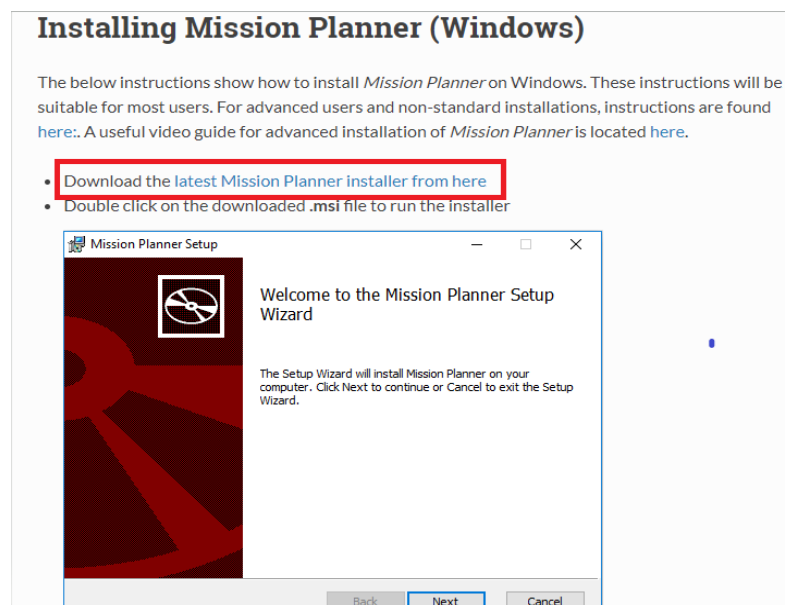 Installing Mission Planner (Windows)
The below instructions show how to install Mission Planner on Windows. These instructions will be
suitable for most users. For advanced users and non-standard installations, instructions are found
here:. A useful video guide for advanced installation of Mission Planner is located here.
• Download the latest Mission Planner installer from here
• Double click on the downloaded .msi file to run the installer
Mission Planner Setup
Welcome to the Mission Planner Setup
Wizard
The Setup Wizard will install Mission Planner on your
computer. Click Next to continue or Cancel to exit the Setup
Wizard.
Back Next Cancel